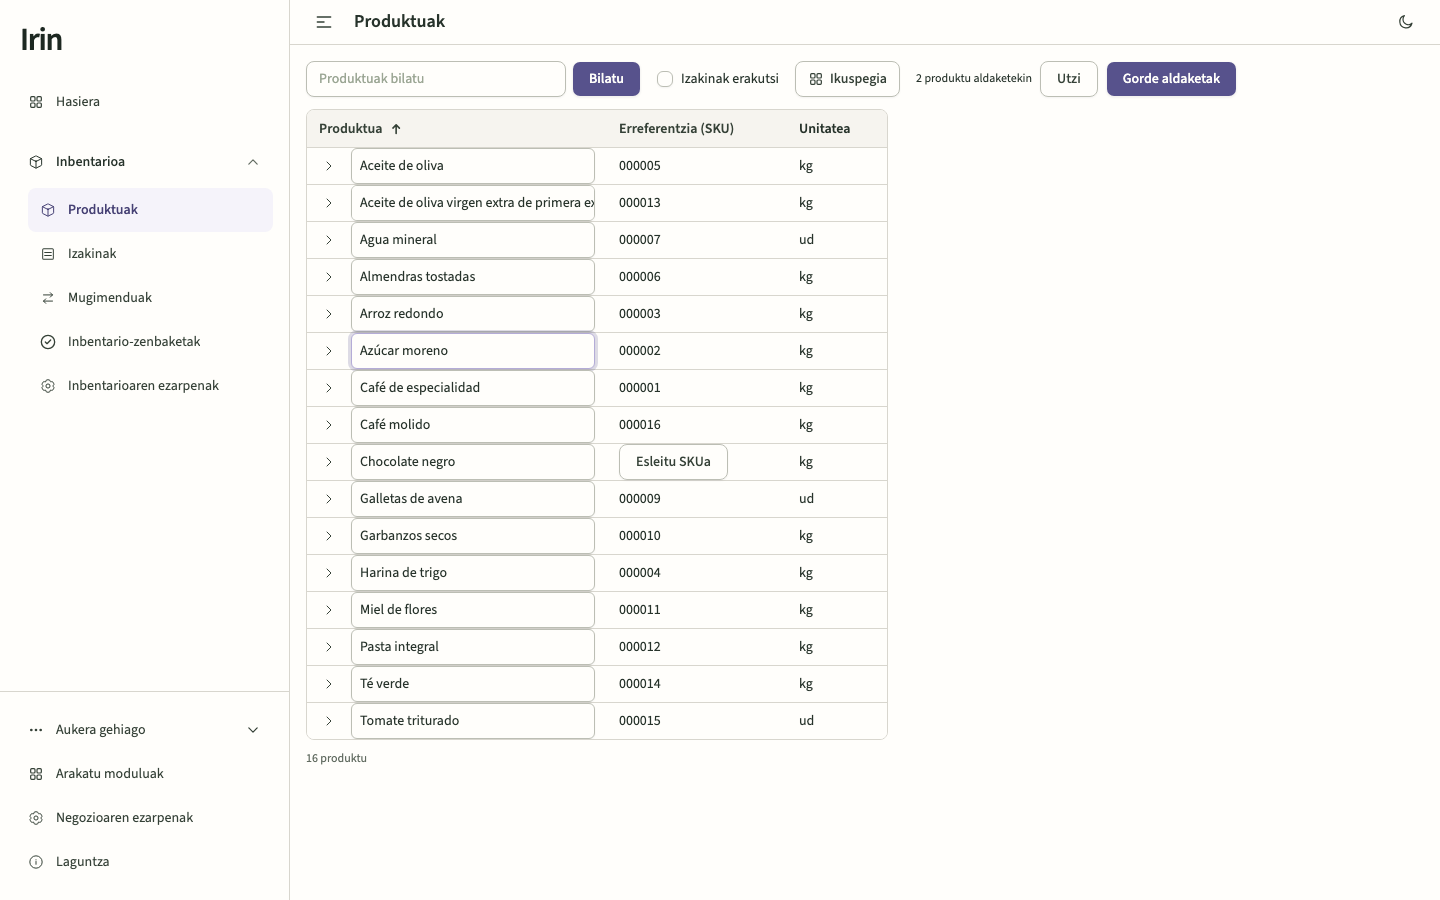 Irin
Hasiera
Inbentarioa
Produktuak
Izakinak
Mugimenduak
Inbentario-zenbaketak
Inbentarioaren ezarpenak
Aukera gehiago
Arakatu moduluak
Negozioaren ezarpenak
Laguntza
Produktuak
Produktuak bilatu
Bilatu
Izakinak erakutsi
Ikuspegia
2 produktu aldaketekin
Utzi
Gorde aldaketak
Produktua Erreferentzia (SKU) Unitatea
Aceite de oliva 000005 kg
Aceite de oliva virgen extra de primera ex 000013 kg
Agua mineral 000007 ud
Almendras tostadas 000006 kg
Arroz redondo 000003 kg
Azúcar moreno 000002 kg
Café de especialidad 000001 kg
Café molido 000016 kg
Chocolate negro Esleitu SKUa kg
Galletas de avena 000009 ud
Garbanzos secos 000010 kg
Harina de trigo 000004 kg
Miel de flores 000011 kg
Pasta integral 000012 kg
Té verde 000014 kg
Tomate triturado 000015 ud
16 produktu